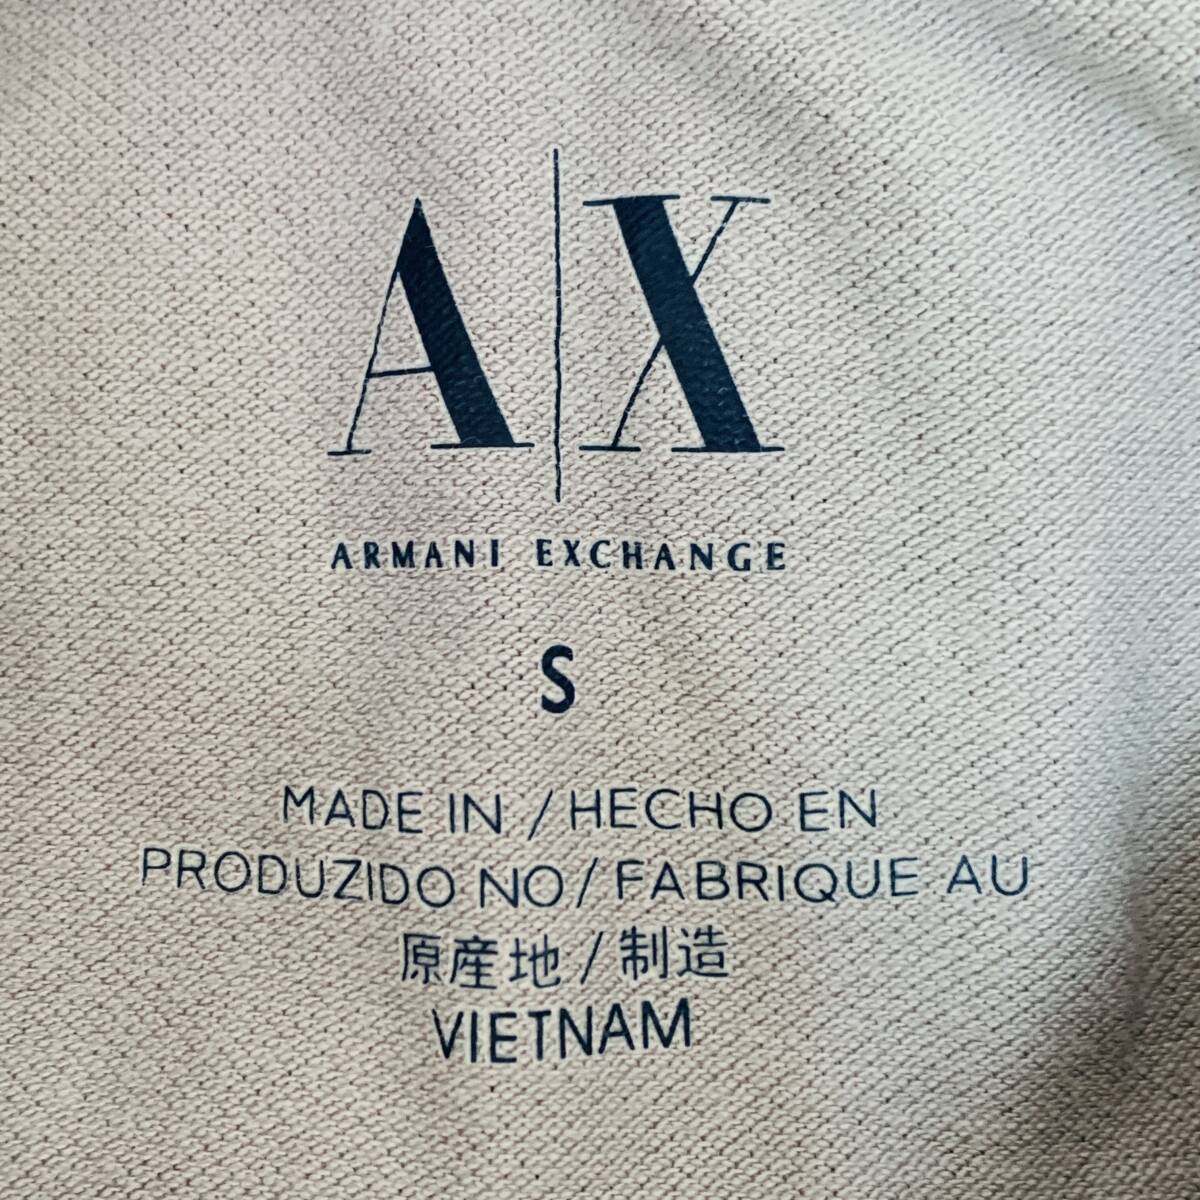 A|X
ARMANI EXCHANGE
S
MADE IN / HECHO EN
PRODUZIDO NO / FABRIQUE AU
原産地 / 制造
VIETNAM